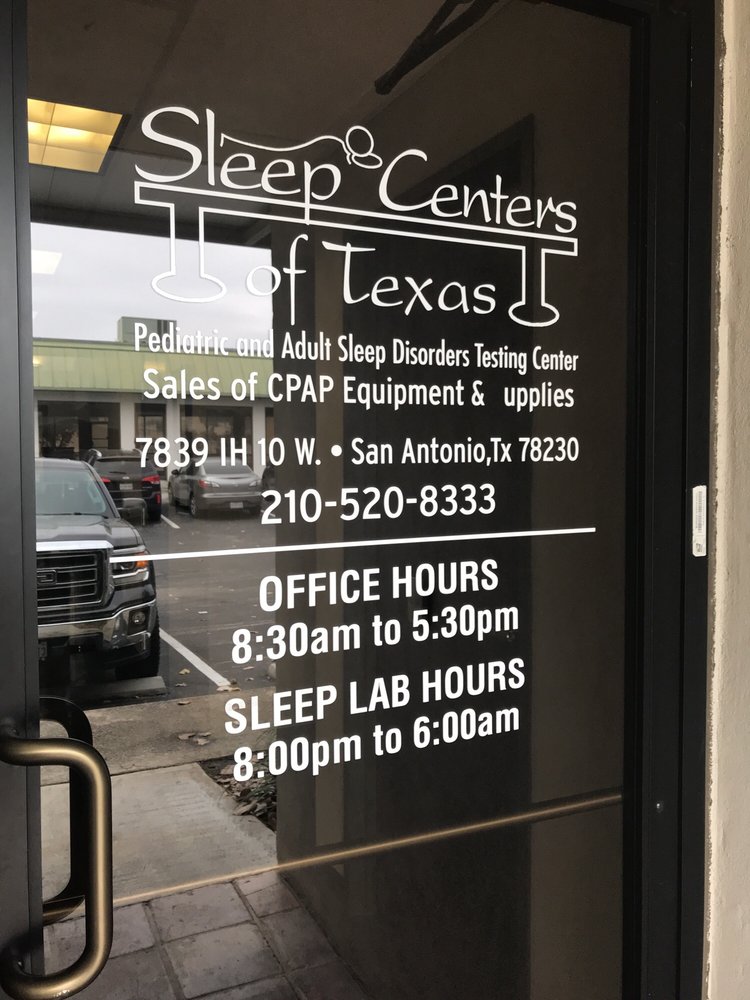 Sleep Centers
of Texas
Pediatric and Adult Sleep Disorders Testing Center
Sales of CPAP Equipment & upplies
7839 IH 10 W. • San Antonio,Tx 78230
210-520-8333
OFFICE HOURS
8:30am to 5:30pm
SLEEP LAB HOURS
8:00pm to 6:00am